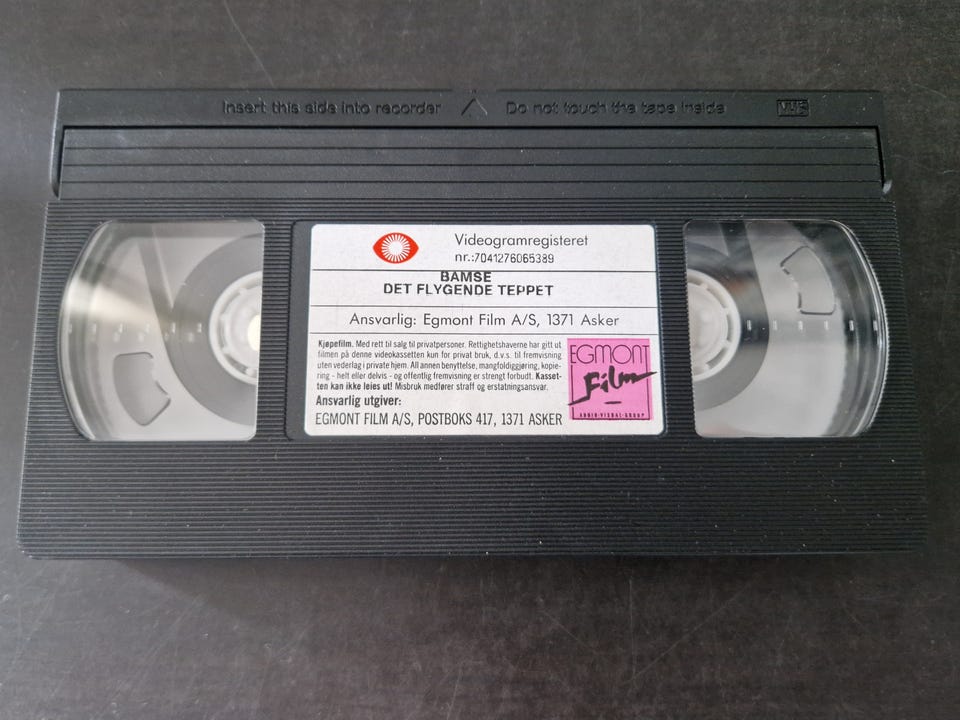 Insert this side into recorder Do not touch the tape inside VHS
Videogramregisteret
nr.:7041276065389
BAMSE
DET FLYGENDE TEPPET
Ansvarlig: Egmont Film A/S, 1371 Asker
Kjøpefilm. Med rett til salg til privatpersoner. Rettighetshaverne har gitt ut
filmen på denne videokassetten kun for privat bruk, d.v.s. til fremvisning
uten vederlag i private hjem. All annen benyttelse, mangfoldiggjøring, kopie-
ring - helt eller delvis - og offentlig fremvisning er strengt forbudt. Kasset-
ten kan ikke leies ut! Misbruk medfører straff og erstatningsansvar.
Ansvarlig utgiver:
EGMONT FILM A/S, POSTBOKS 417, 1371 ASKER
EGMONT
Film
AUDIO-VISUAL-GROUP